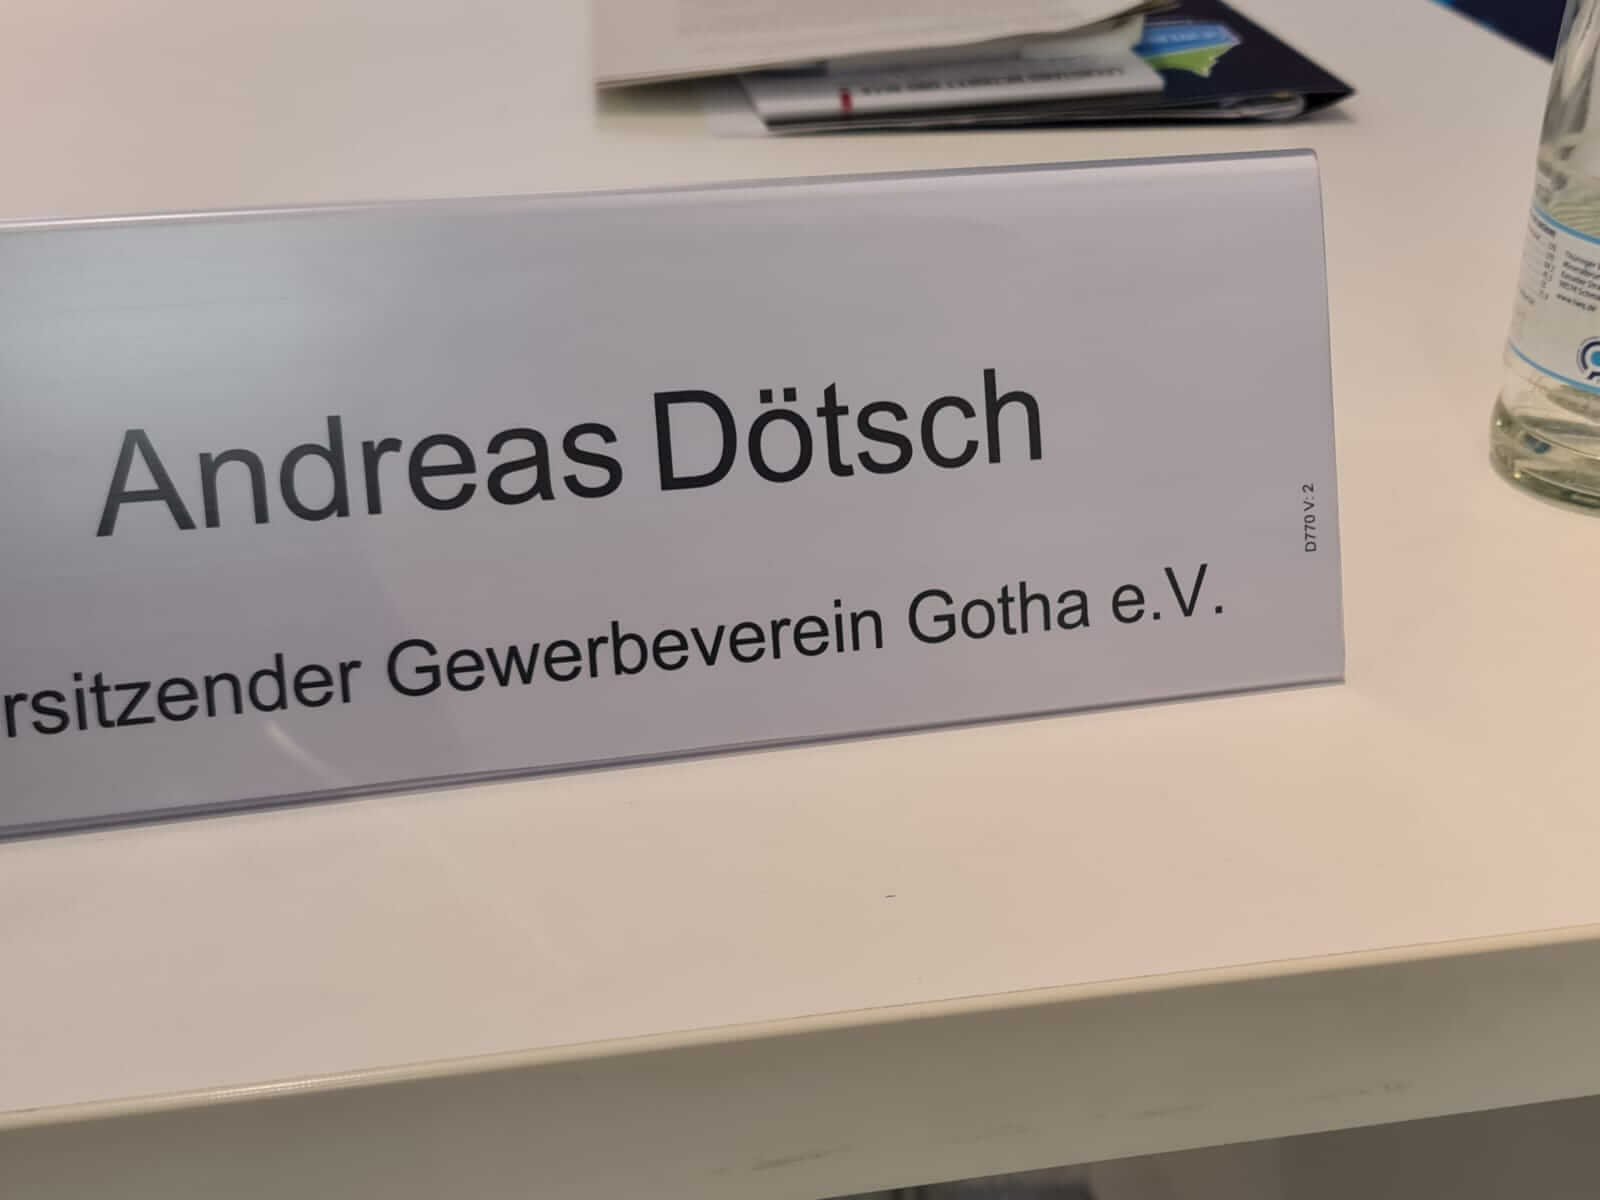 Andreas Dötsch
rsitzender Gewerbeverein Gotha e.V.
D770 V: 2